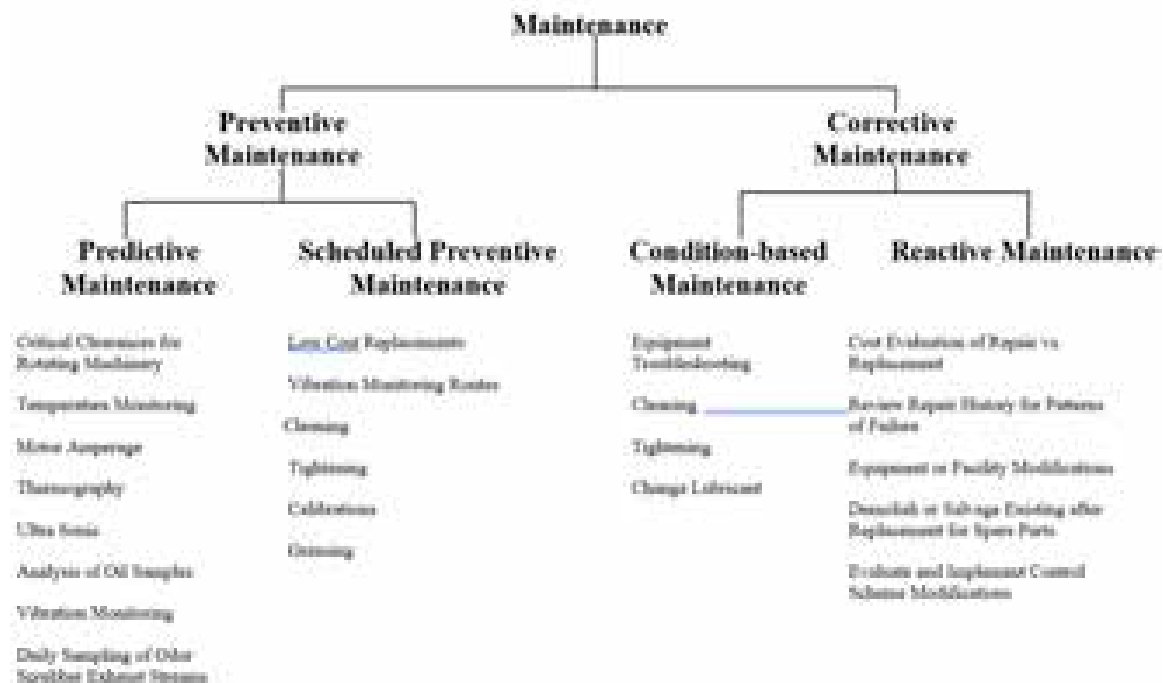 Maintenance
Preventive
Maintenance
Corrective
Maintenance
Predictive
Maintenance
Scheduled Preventive
Maintenance
Condition-based
Maintenance
Reactive Maintenance
Critical Clearances for
Rotating Machinery
Temperature Monitoring
Motor Amperage
Thermography
Ultra Sonic
Analysis of Oil Samples
Vibration Monitoring
Daily Sampling of Odor
Scrubber Exhaust Streams
Low Cost Replacements
Vibration Monitoring Routes
Cleaning
Tightening
Calibrations
Greasing
Equipment
Troubleshooting
Cleaning
Tightening
Change Lubricant
Cost Evaluation of Repair vs
Replacement
Review Repair History for Patterns
of Failure
Equipment or Facility Modifications
Demolish or Salvage Existing after
Replacement for Spare Parts
Evaluate and Implement Control
Scheme Modifications